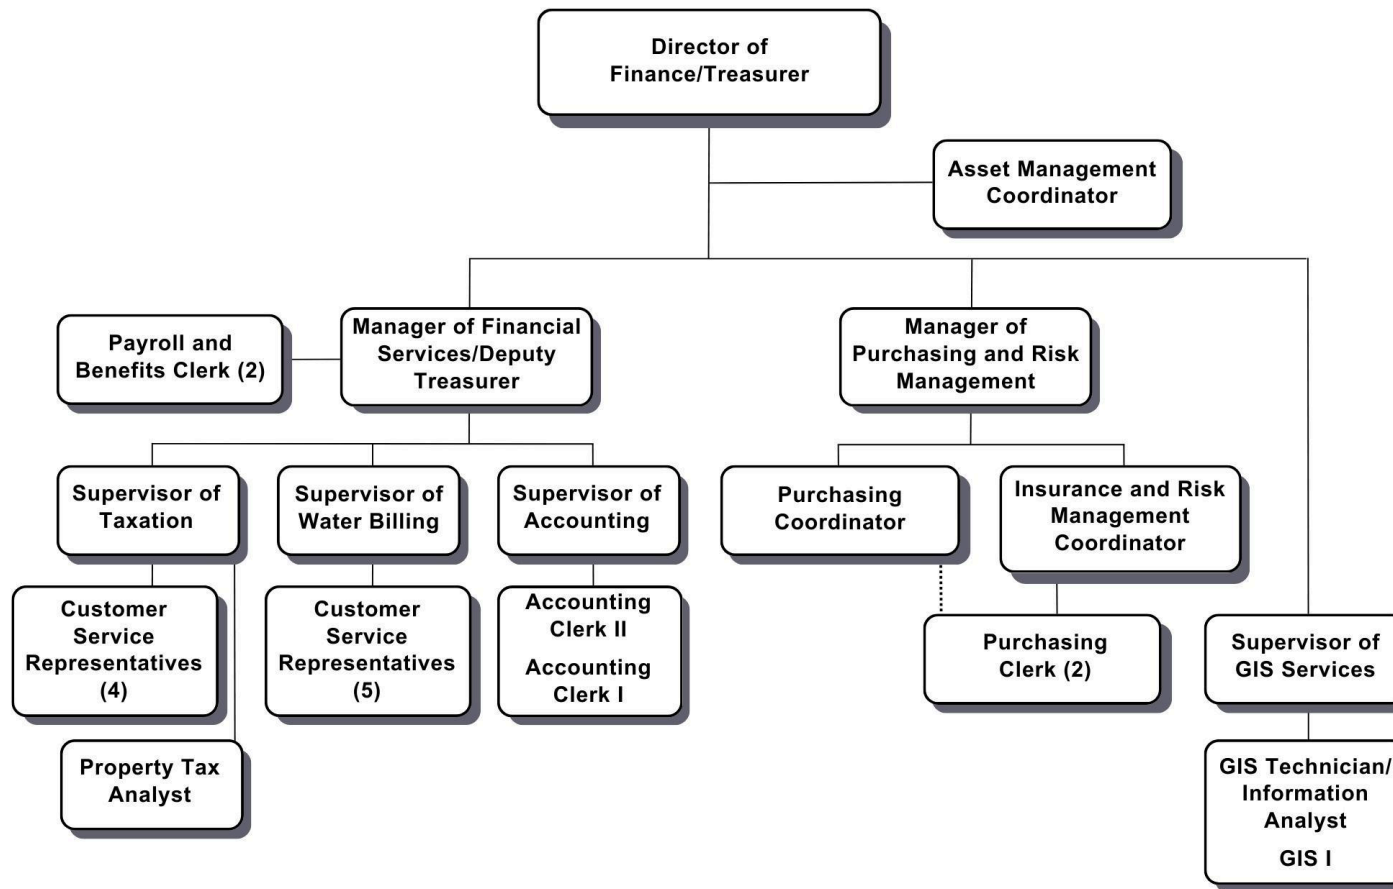 Director of
Finance/Treasurer
Asset Management
Coordinator
Payroll and
Benefits Clerk (2)
Manager of Financial
Services/Deputy
Treasurer
Manager of
Purchasing and Risk
Management
Supervisor of
Taxation
Supervisor of
Water Billing
Supervisor of
Accounting
Purchasing
Coordinator
Insurance and Risk
Management
Coordinator
Customer
Service
Representatives
(4)
Customer
Service
Representatives
(5)
Accounting
Clerk II
Accounting
Clerk I
Purchasing
Clerk (2)
Supervisor of
GIS Services
Property Tax
Analyst
GIS Technician/
Information
Analyst
GIS I